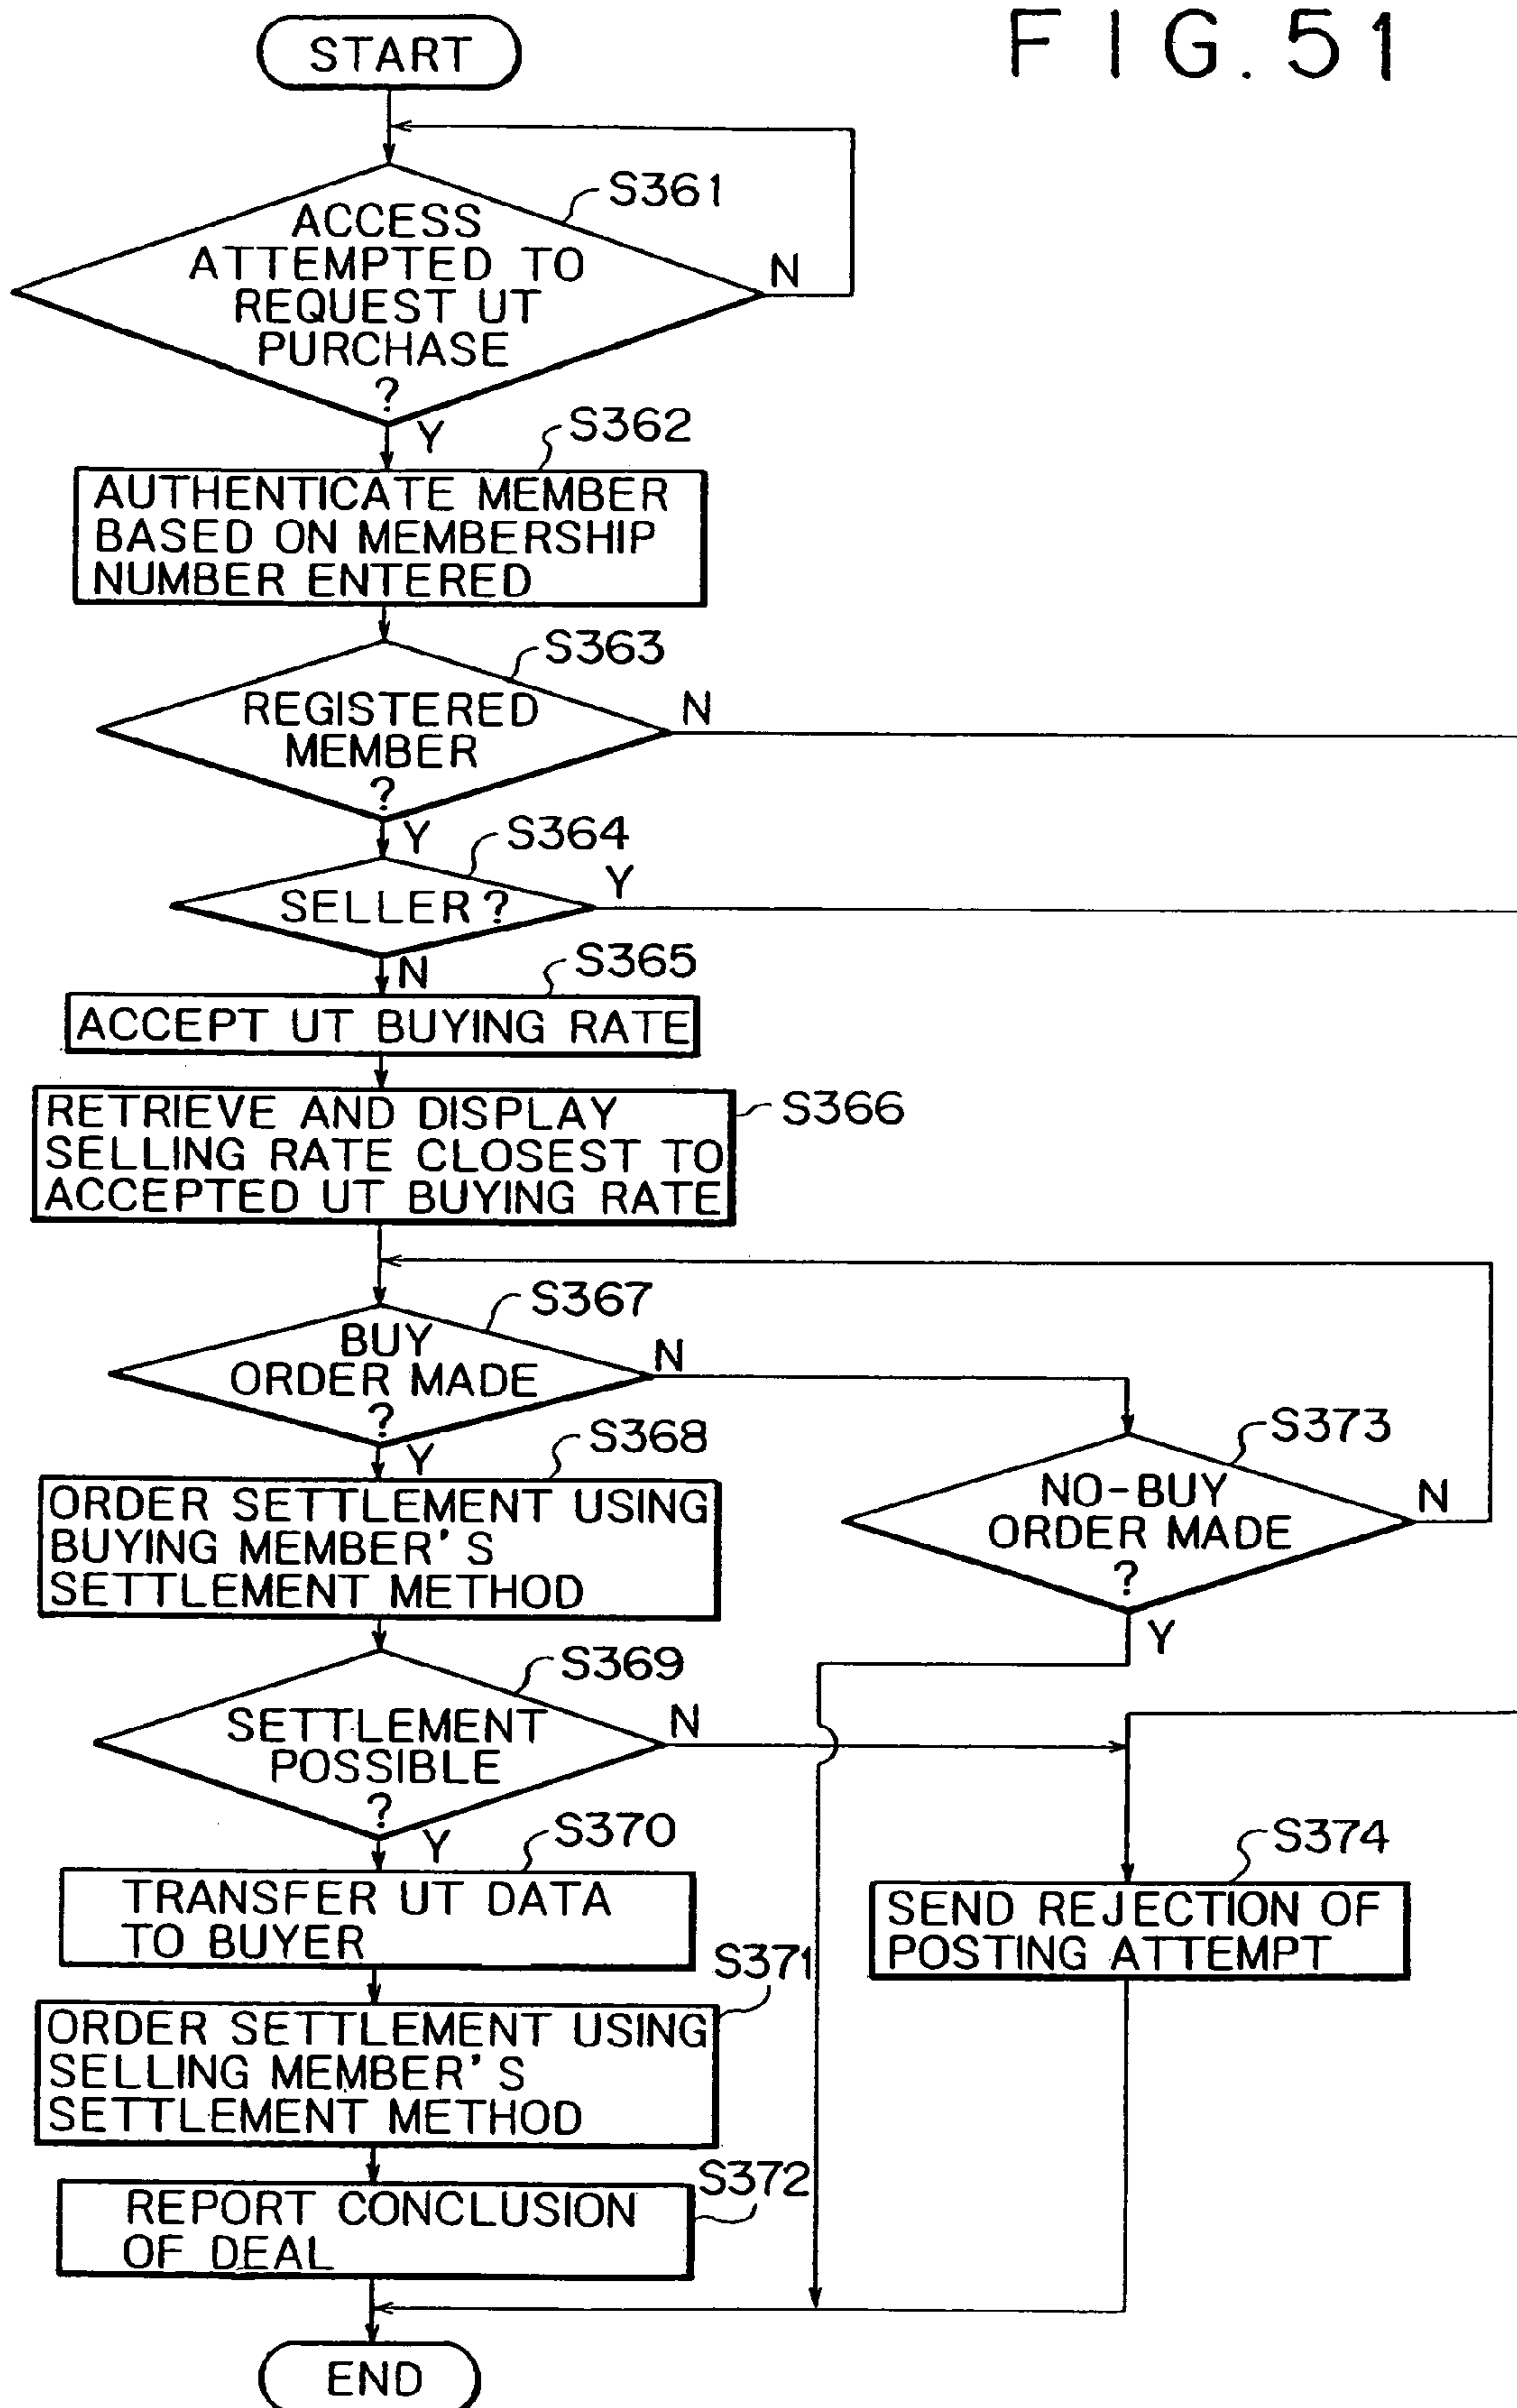 FIG. 51
START
S361
ACCESS
ATTEMPTED TO
REQUEST UT
PURCHASE
?
N
Y
S362
AUTHENTICATE MEMBER
BASED ON MEMBERSHIP
NUMBER ENTERED
S363
REGISTERED
MEMBER
?
N
Y
S364
SELLER ?
Y
N
S365
ACCEPT UT BUYING RATE
S366
RETRIEVE AND DISPLAY
SELLING RATE CLOSEST TO
ACCEPTED UT BUYING RATE
S367
BUY
ORDER MADE
?
N
Y
S368
ORDER SETTLEMENT USING
BUYING MEMBER'S
SETTLEMENT METHOD
S373
NO-BUY
ORDER MADE
?
N
Y
S369
SETTLEMENT
POSSIBLE
?
N
Y
S370
TRANSFER UT DATA
TO BUYER
S374
SEND REJECTION OF
POSTING ATTEMPT
S371
ORDER SETTLEMENT USING
SELLING MEMBER'S
SETTLEMENT METHOD
S372
REPORT CONCLUSION
OF DEAL
END